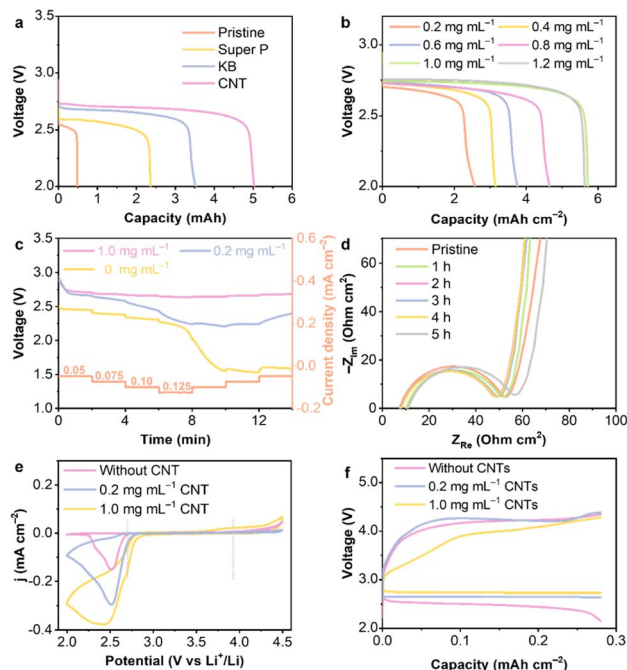 a
Voltage (V)
3.5
3.0
2.5
2.0
0 1 2 3 4 5 6
Capacity (mAh)
Pristine
Super P
KB
CNT
b
Voltage (V)
3.0
2.5
2.0
0 2 4 6
Capacity (mAh cm⁻²)
0.2 mg mL⁻¹ 0.4 mg mL⁻¹
0.6 mg mL⁻¹ 0.8 mg mL⁻¹
1.0 mg mL⁻¹ 1.2 mg mL⁻¹
c
Voltage (V)
3.5
3.0
2.5
2.0
1.5
1.0
0 4 8 12
Time (min)
1.0 mg mL⁻¹ 0.2 mg mL⁻¹
0 mg mL⁻¹
0.05 0.075 0.10 0.125
0.6
0.4
0.2
0.0
-0.2
Current density (mA cm⁻²)
d
−Z_Im (Ohm cm²)
60
40
20
0
0 20 40 60 80 100
Z_Re (Ohm cm²)
Pristine
1 h
2 h
3 h
4 h
5 h
e
j (mA cm⁻²)
0.4
0.0
-0.2
-0.4
2.0 2.5 3.0 3.5 4.0 4.5
Potential (V vs Li⁺/Li)
Without CNT
0.2 mg mL⁻¹ CNT
1.0 mg mL⁻¹ CNT
f
Voltage (V)
5.0
4.0
3.0
2.0
0.0 0.1 0.2 0.3
Capacity (mAh cm⁻²)
Without CNTs
0.2 mg mL⁻¹ CNTs
1.0 mg mL⁻¹ CNTs